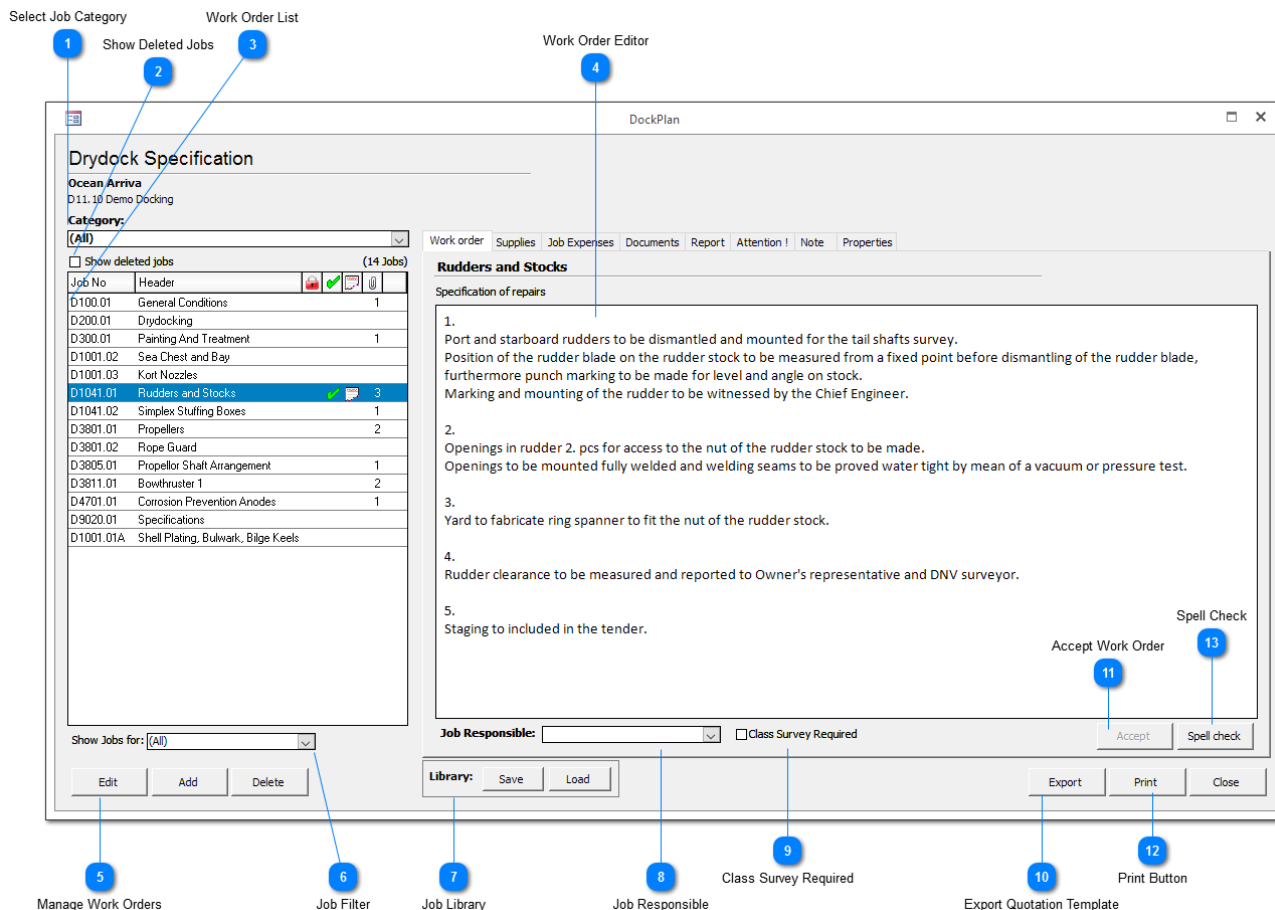 Select Job Category
Work Order List
1
Show Deleted Jobs
3
Work Order Editor
2
4
DockPlan
Drydock Specification
Ocean Arriva
D11.10 Demo Docking
Category:
(All)
Show deleted jobs (14 Jobs)
Job No Header
D100.01 General Conditions 1
D200.01 Drydocking
D300.01 Painting And Treatment 1
D1001.02 Sea Chest and Bay
D1001.03 Kort Nozzles
D1041.01 Rudders and Stocks 3
D1041.02 Simplex Stuffing Boxes 1
D3801.01 Propellers 2
D3801.02 Rope Guard
D3805.01 Propellor Shaft Arrangement 1
D3811.01 Bowthruster 1 2
D4701.01 Corrosion Prevention Anodes 1
D9020.01 Specifications
D1001.01A Shell Plating, Bulwark, Bilge Keels
Show Jobs for: (All)
Edit Add Delete
Work order Supplies Job Expenses Documents Report Attention ! Note Properties
Rudders and Stocks
Specification of repairs
1.
Port and starboard rudders to be dismantled and mounted for the tail shafts survey.
Position of the rudder blade on the rudder stock to be measured from a fixed point before dismantling of the rudder blade,
furthermore punch marking to be made for level and angle on stock.
Marking and mounting of the rudder to be witnessed by the Chief Engineer.
2.
Openings in rudder 2. pcs for access to the nut of the rudder stock to be made.
Openings to be mounted fully welded and welding seams to be proved water tight by mean of a vacuum or pressure test.
3.
Yard to fabricate ring spanner to fit the nut of the rudder stock.
4.
Rudder clearance to be measured and reported to Owner's representative and DNV surveyor.
5.
Staging to included in the tender.
Spell Check
13
Accept Work Order
11
Job Responsible: Class Survey Required Accept Spell check
Library: Save Load Export Print Close
5
Manage Work Orders
6
Job Filter
7
Job Library
8
Job Responsible
9
Class Survey Required
10
Export Quotation Template
12
Print Button